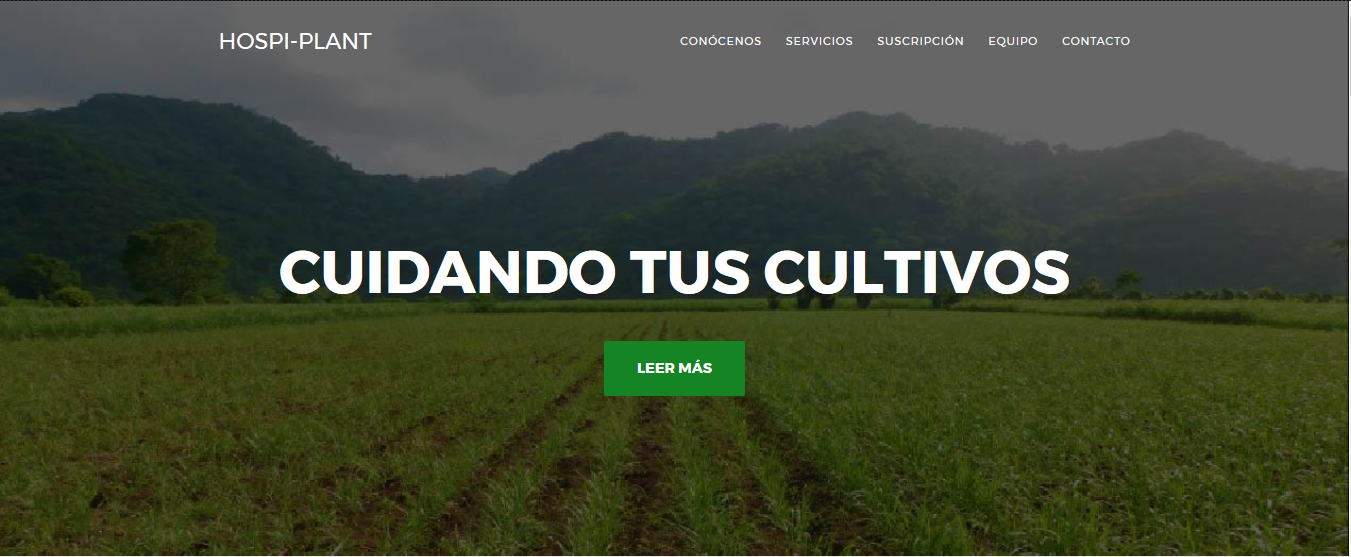 HOSPI-PLANT
CONÓCENOS SERVICIOS SUSCRIPCIÓN EQUIPO CONTACTO
CUIDANDO TUS CULTIVOS
LEER MÁS